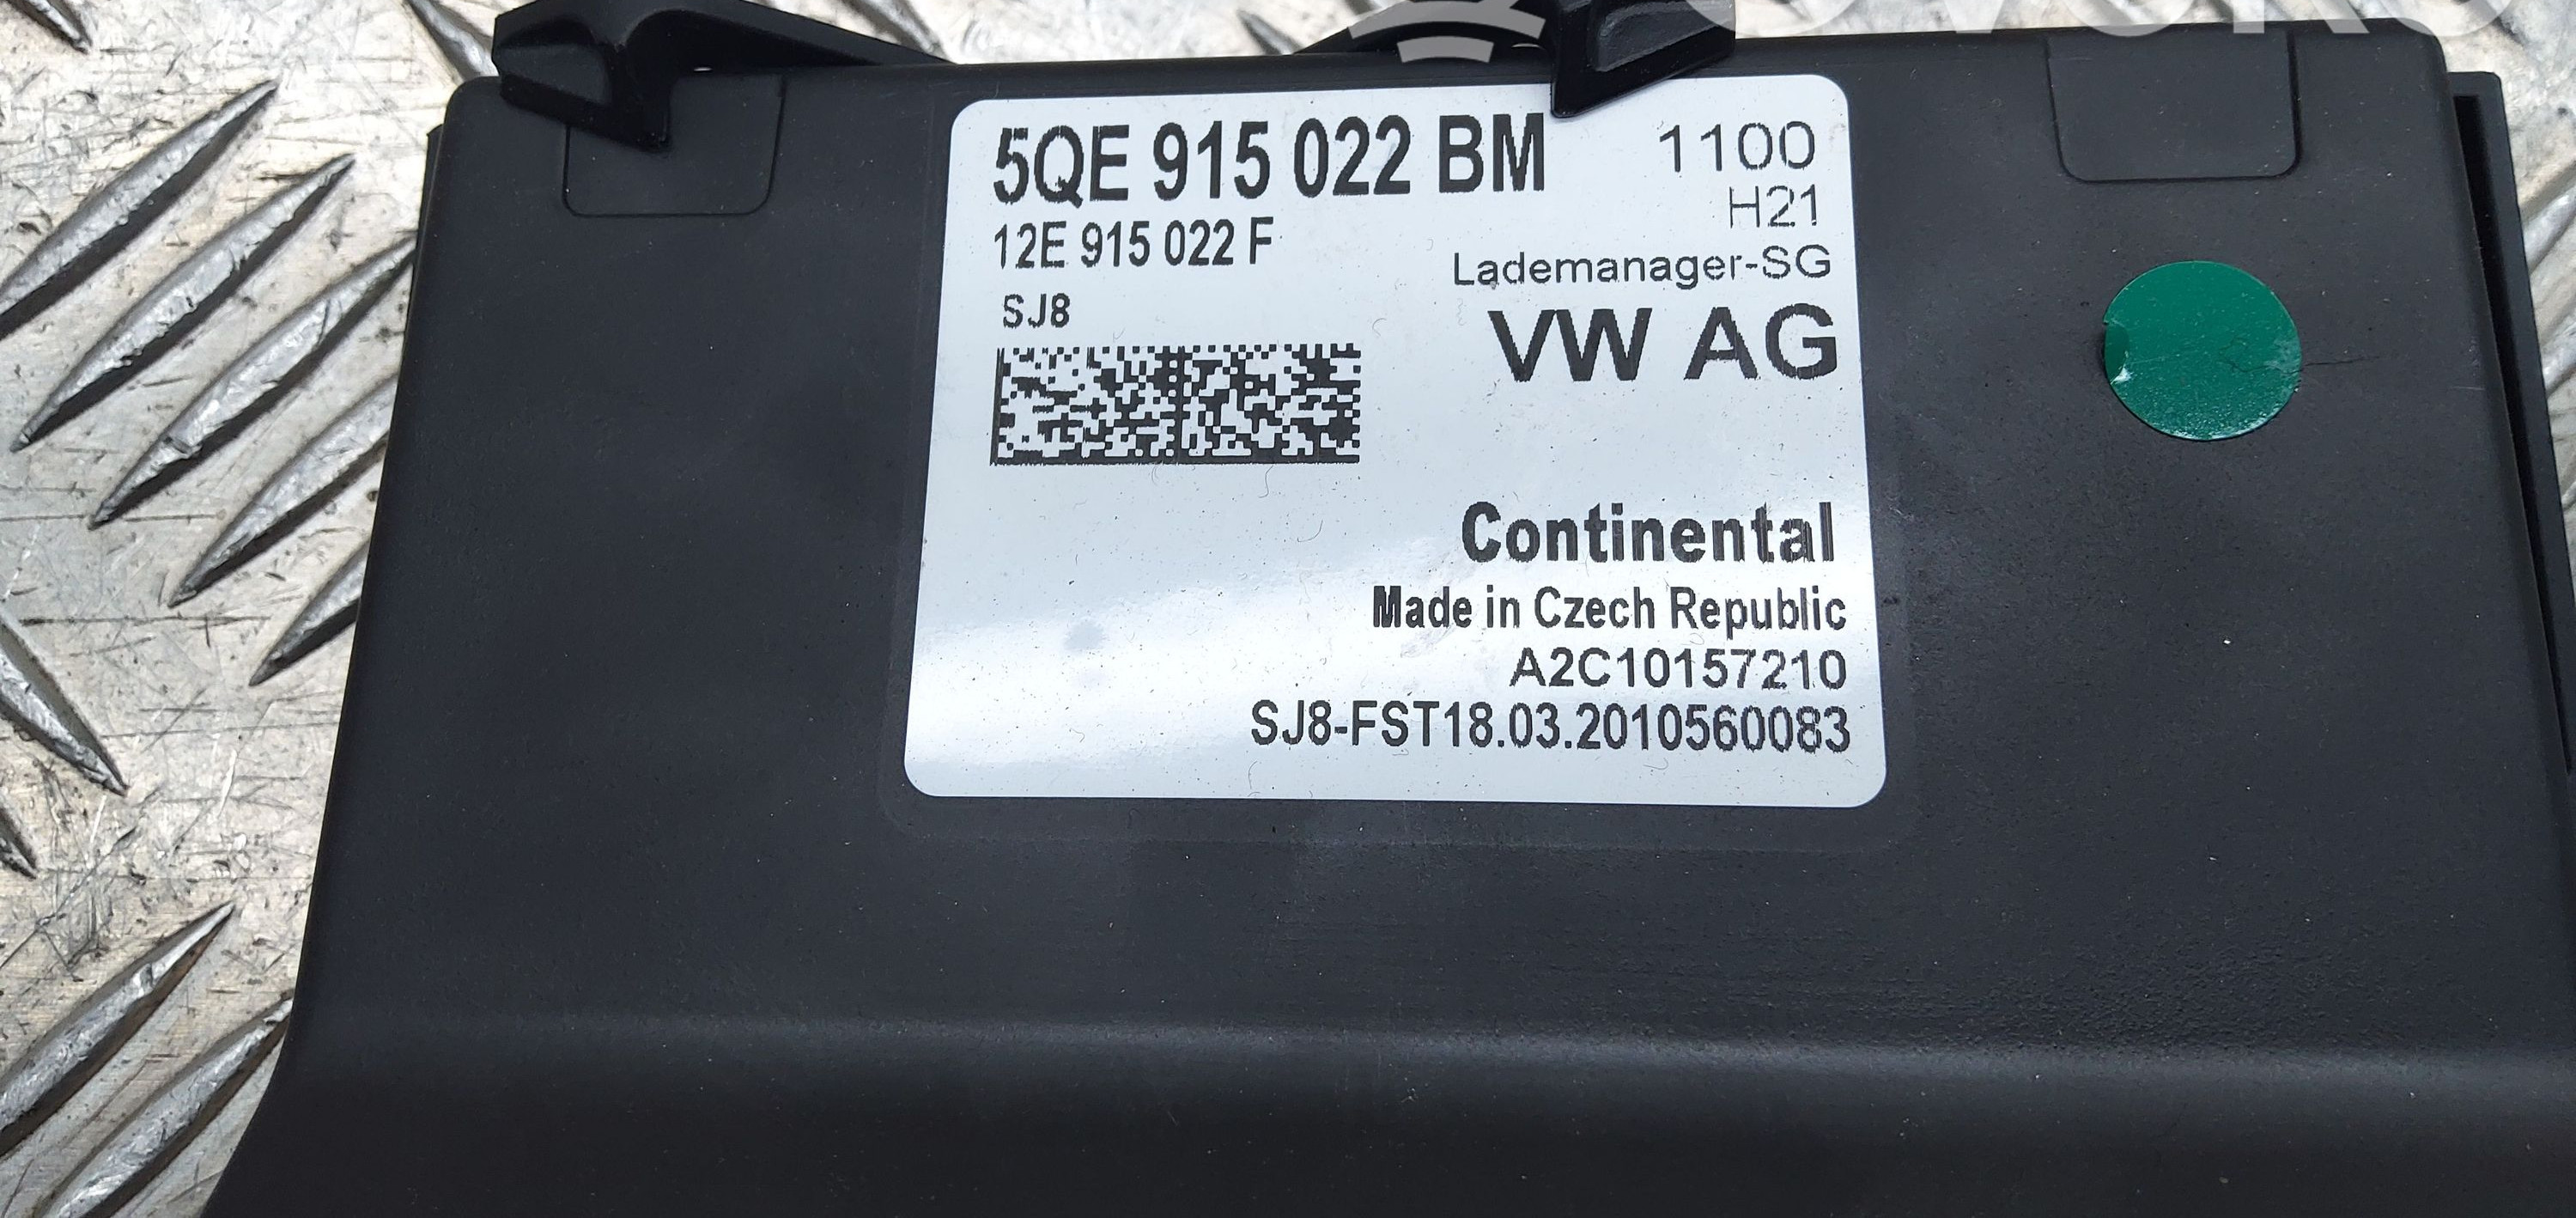 5QE 915 022 BM
1100
12E 915 022 F
H21
SJ8
Lademanager-SG
VW AG
Continental
Made in Czech Republic
A2C10157210
SJ8-FST18.03.2010560083